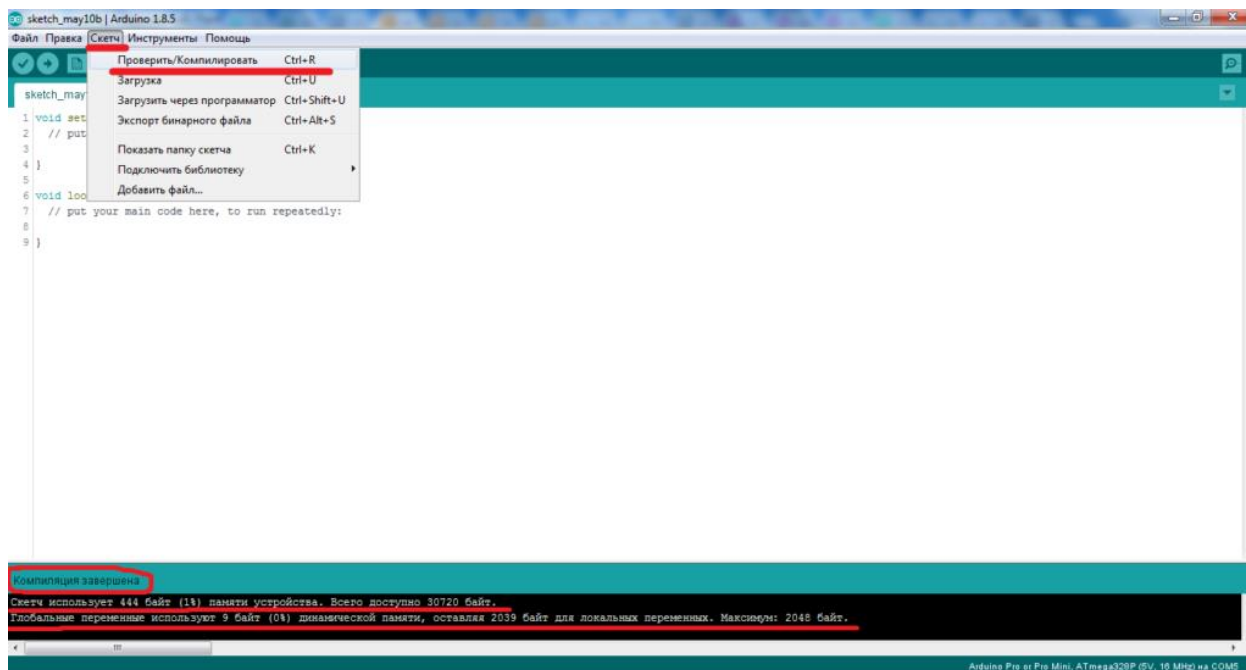 sketch_may10b | Arduino 1.8.5
Файл Правка Скетч Инструменты Помощь
Проверить/Компилировать Ctrl+R
Загрузка Ctrl+U
Загрузить через программатор Ctrl+Shift+U
Экспорт бинарного файла Ctrl+Alt+S
Показать папку скетча Ctrl+K
Подключить библиотеку
Добавить файл...
sketch_may
1 void set
2 // put
3
4 }
5
6 void loo
7 // put your main code here, to run repeatedly:
8
9 }
Компиляция завершена
Скетч использует 444 байт (1%) памяти устройства. Всего доступно 30720 байт.
Глобальные переменные используют 9 байт (0%) динамической памяти, оставляя 2039 байт для локальных переменных. Максимум: 2048 байт.
Arduino Pro or Pro Mini, ATmega328P (5V, 16 MHz) на COM5